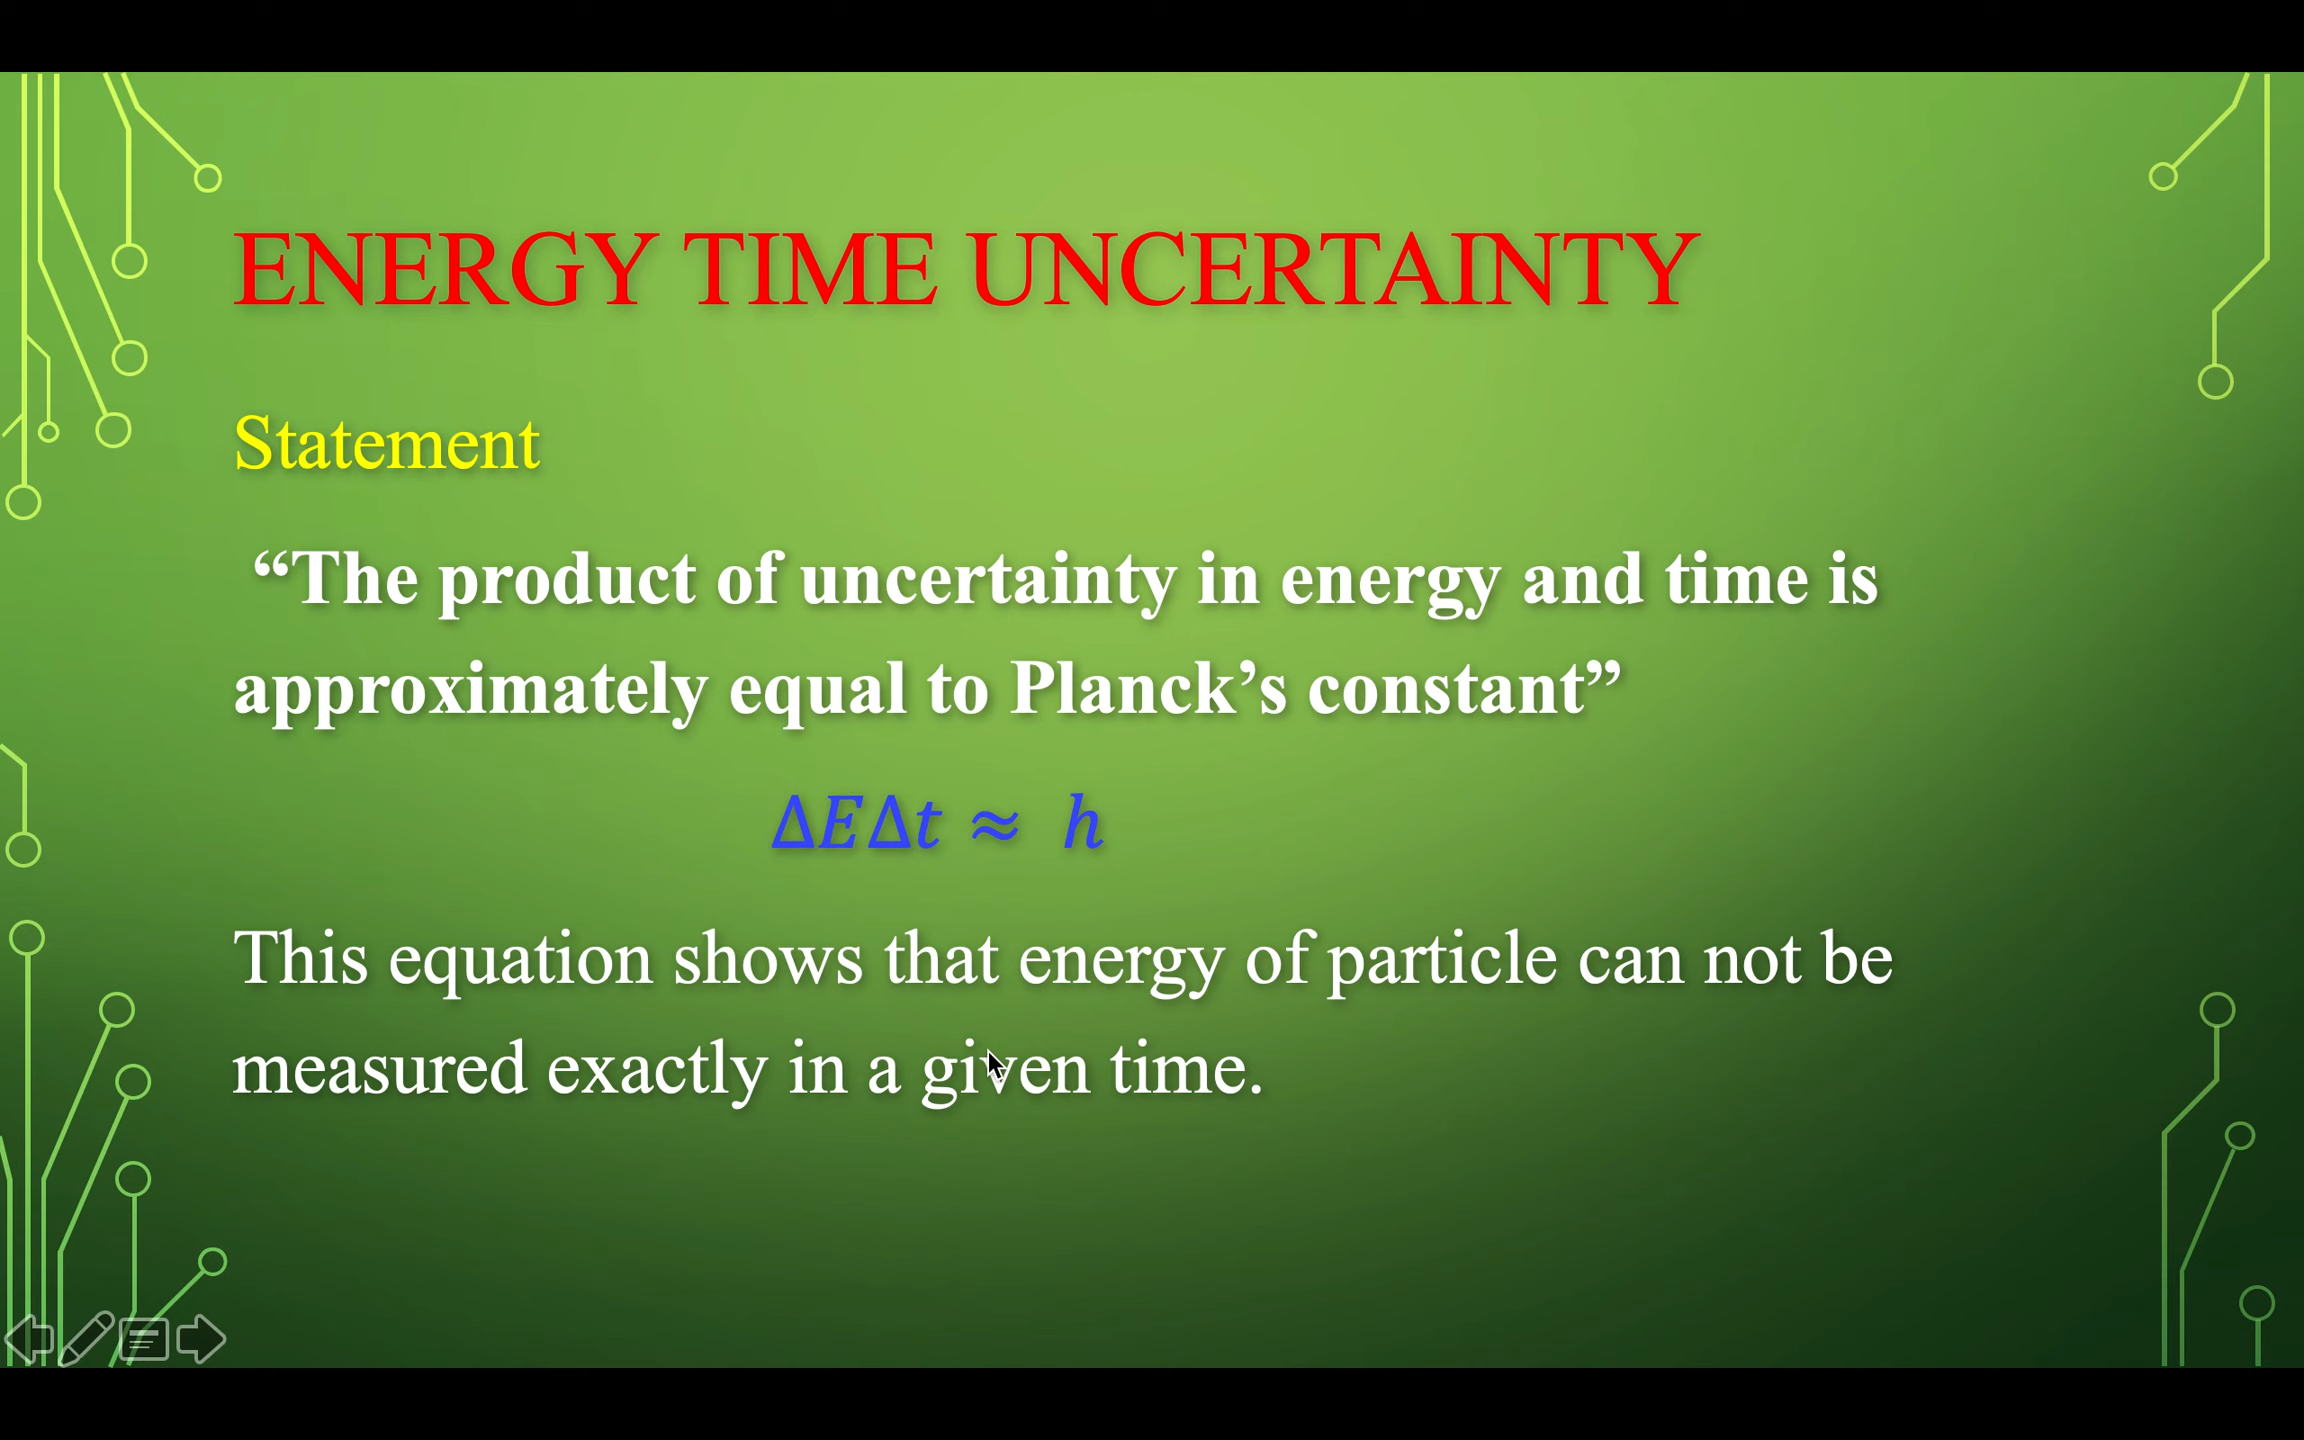 ENERGY TIME UNCERTAINTY
Statement
“The product of uncertainty in energy and time is
approximately equal to Planck’s constant”
Δ𝐸Δ𝑡 ≈ ℎ
This equation shows that energy of particle can not be
measured exactly in a given time.